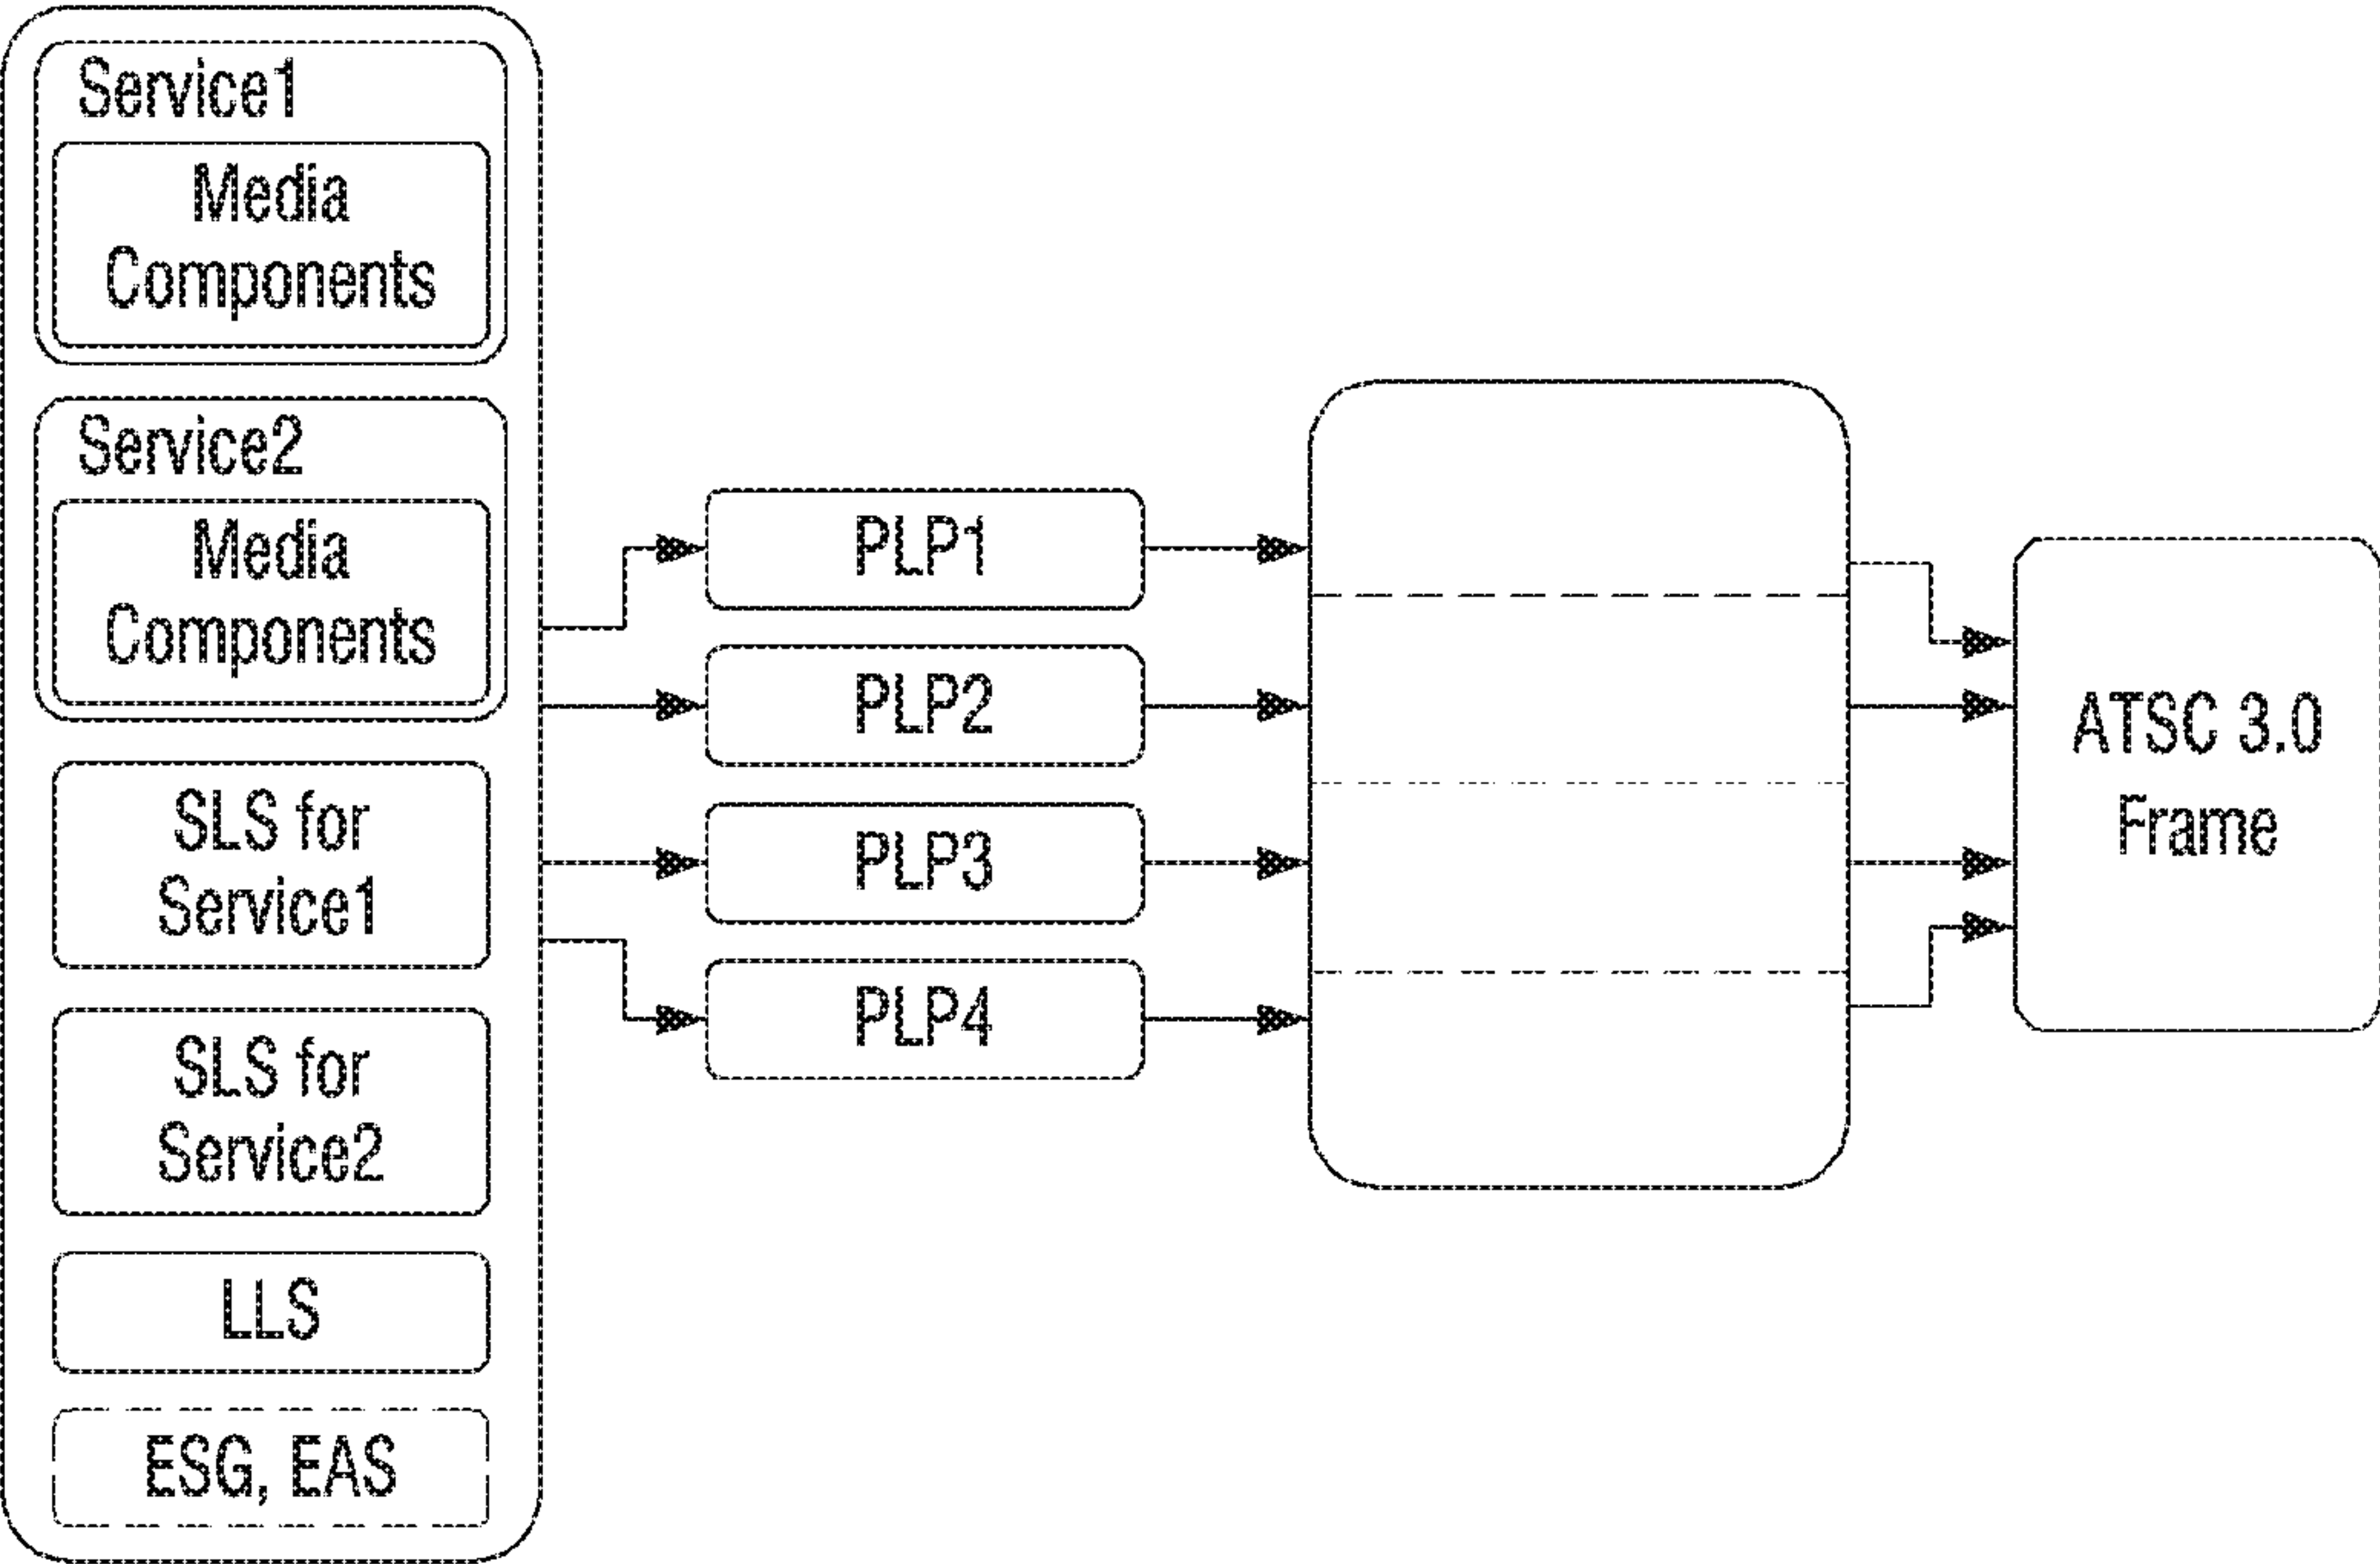 Service1
Media
Components
Service2
Media
Components
SLS for
Service1
SLS for
Service2
LLS
ESG, EAS
PLP1
PLP2
PLP3
PLP4
ATSC 3.0
Frame